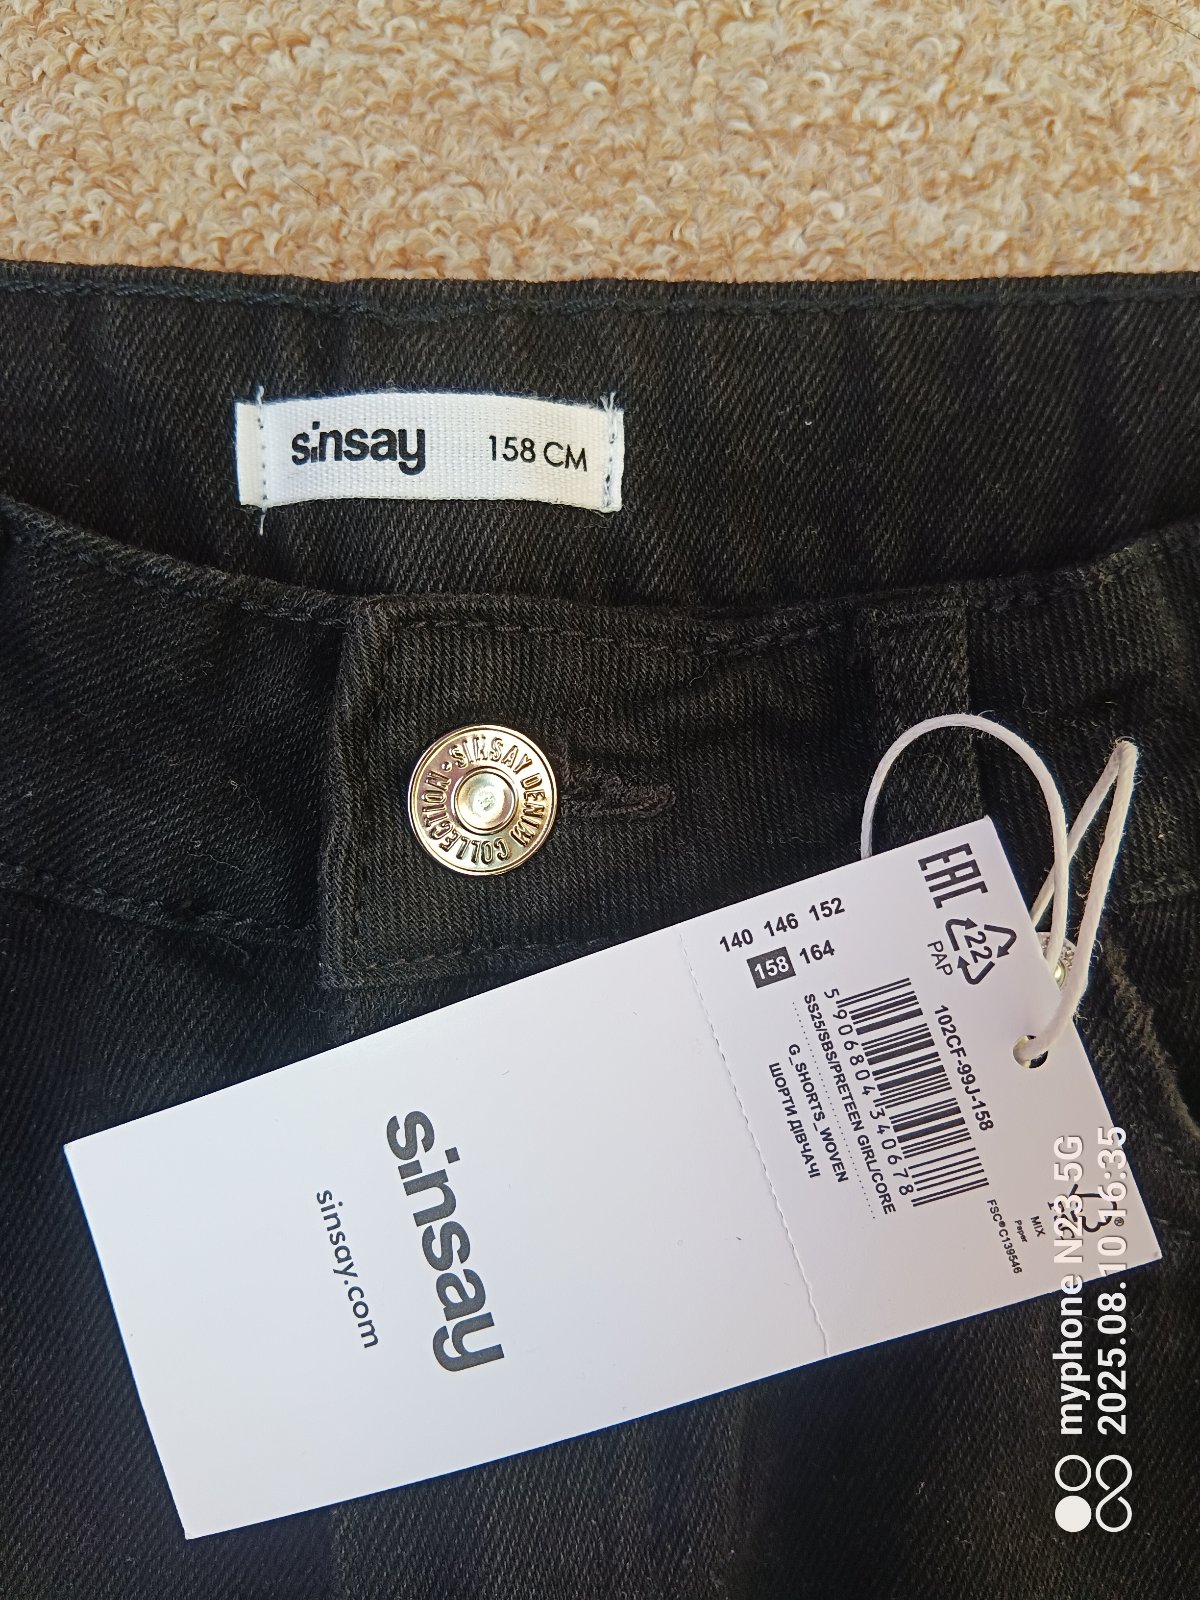 sinsay 158 CM
SINSAY DENIM COLLECTION
EAC
22
PAP
140 146 152
158 164
102CF-99J-158
5 906804 340678
SS25/SBS/PRETEEN GIRL/CORE
G_SHORTS_WOVEN
ШОРТИ ДІВЧАЧІ
MIX
Paper
FSC® C139546
sinsay
sinsay.com
myphone N23 5G
2025.08.10 16:35